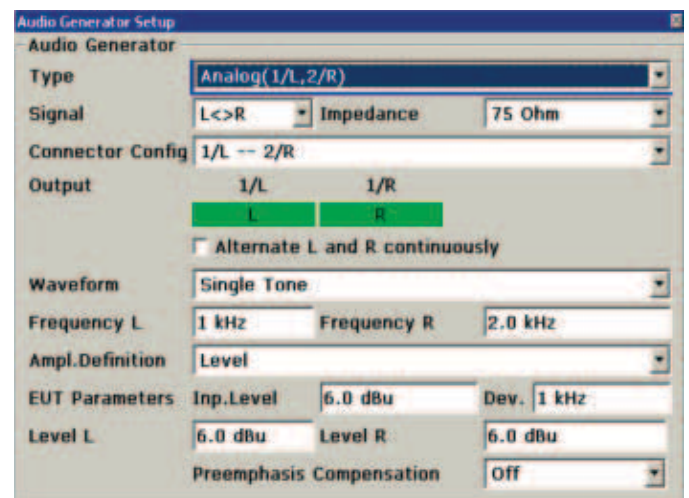 Audio Generator Setup
Audio Generator
Type Analog(1/L,2/R)
Signal L<>R Impedance 75 Ohm
Connector Config 1/L -- 2/R
Output 1/L 1/R
L R
Alternate L and R continuously
Waveform Single Tone
Frequency L 1 kHz Frequency R 2.0 kHz
Ampl.Definition Level
EUT Parameters Inp.Level 6.0 dBu Dev. 1 kHz
Level L 6.0 dBu Level R 6.0 dBu
Preemphasis Compensation Off